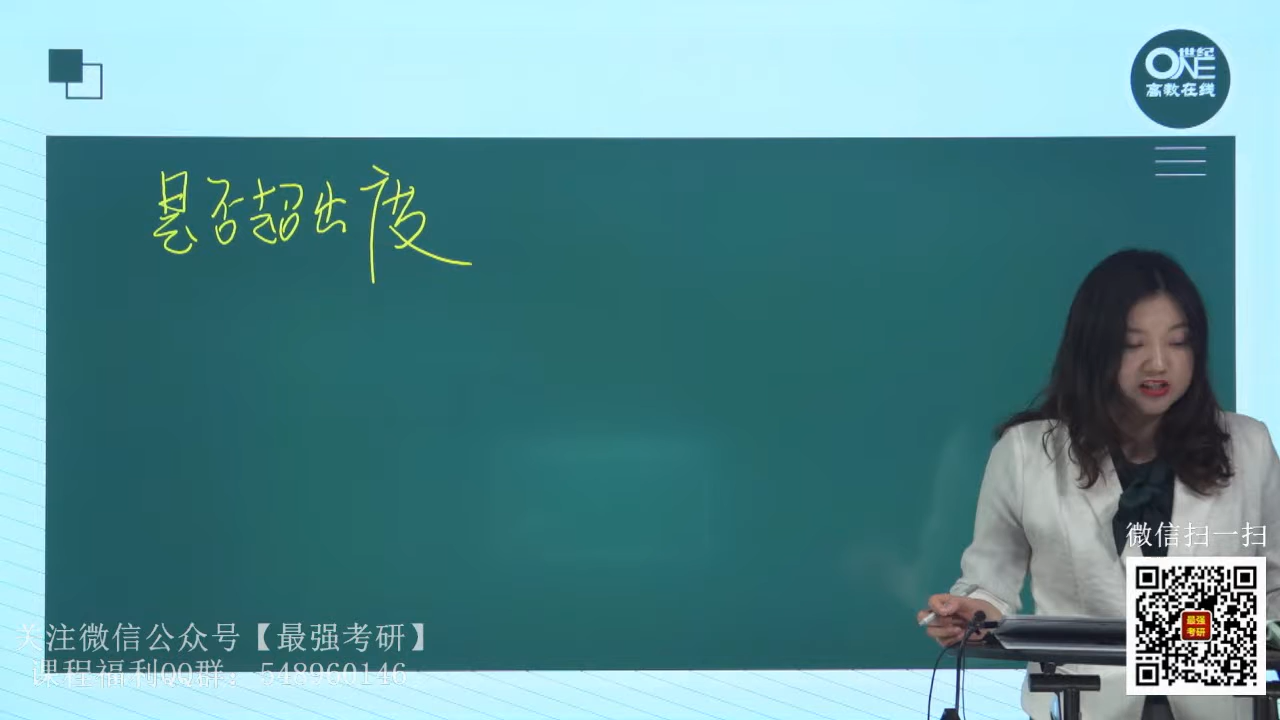 世纪
ONE
高数在线
是否超出度
微信扫一扫
最强
考研
关注微信公众号【最强考研】
课程福利QQ群：548960146